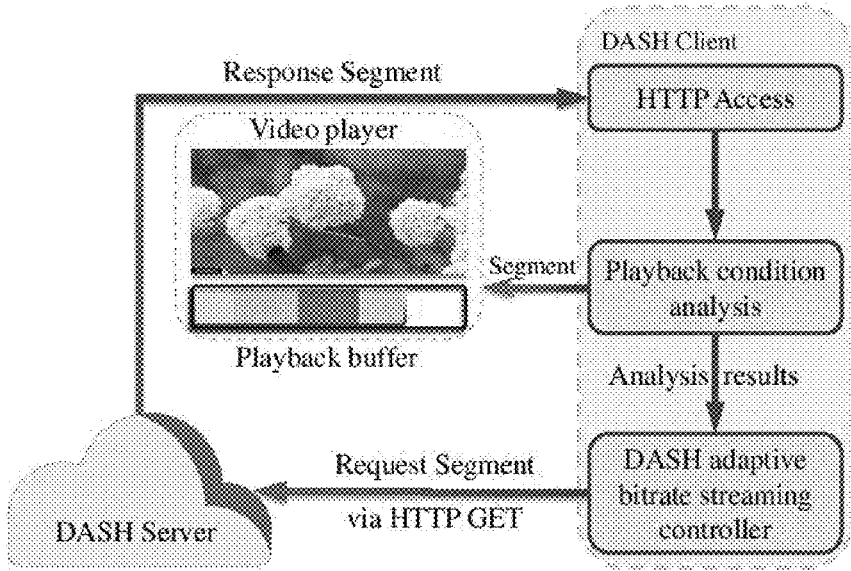 DASH Client
Response Segment
HTTP Access
Video player
Segment
Playback condition
analysis
Playback buffer
Analysis results
Request Segment
via HTTP GET
DASH adaptive
bitrate streaming
controller
DASH Server